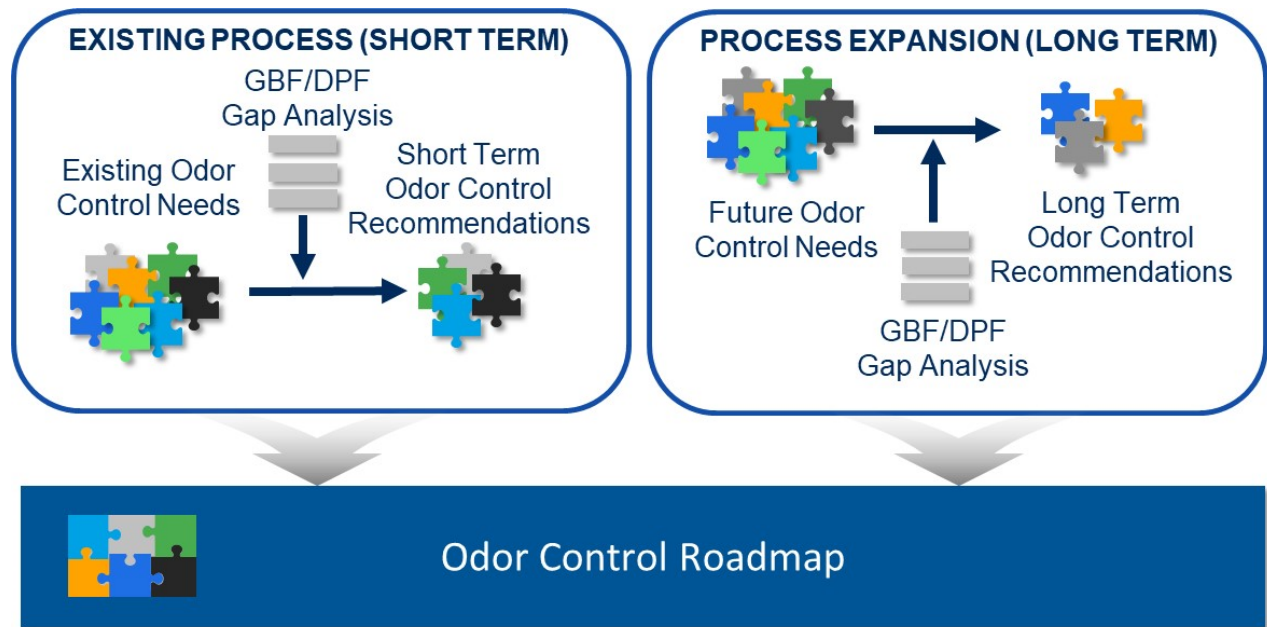 EXISTING PROCESS (SHORT TERM)
GBF/DPF
Gap Analysis
Existing Odor
Control Needs
Short Term
Odor Control
Recommendations
PROCESS EXPANSION (LONG TERM)
Future Odor
Control Needs
Long Term
Odor Control
Recommendations
GBF/DPF
Gap Analysis
Odor Control Roadmap